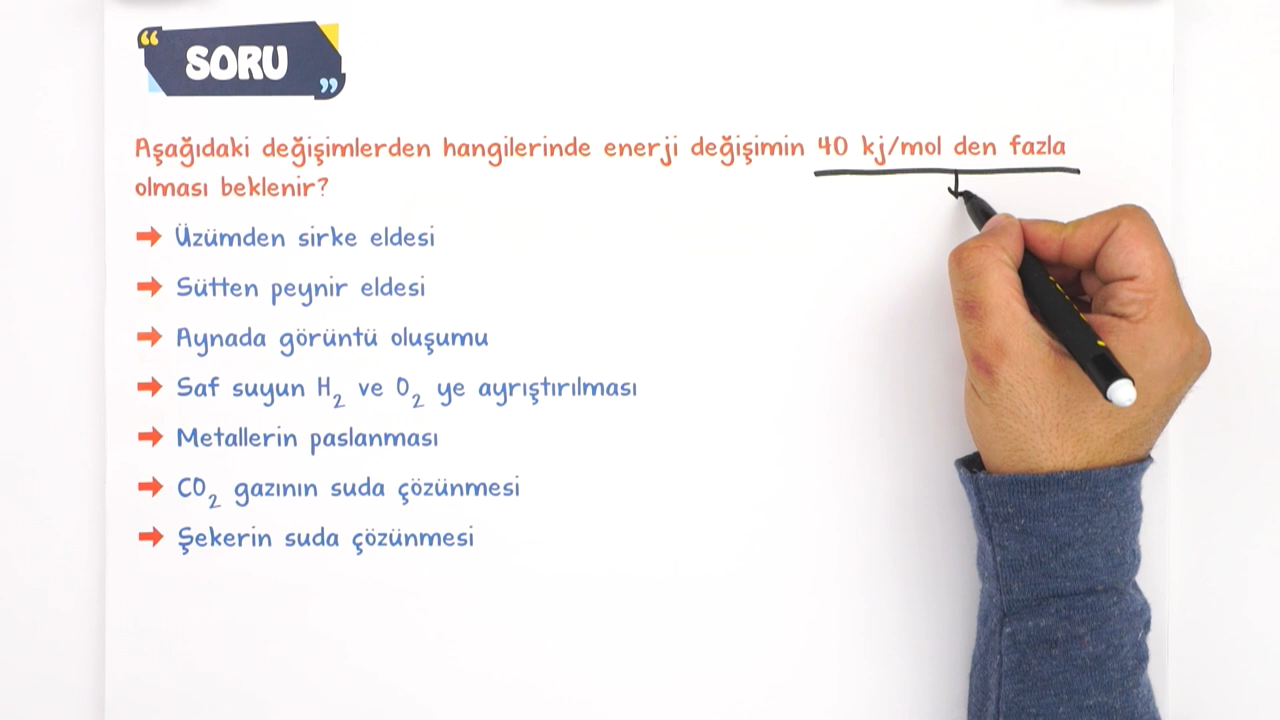 “ SORU ”
Aşağıdaki değişimlerden hangilerinde enerji değişimin 40 kj/mol den fazla
olması beklenir?
➡ Üzümden sirke eldesi
➡ Sütten peynir eldesi
➡ Aynada görüntü oluşumu
➡ Saf suyun H₂ ve O₂ ye ayrıştırılması
➡ Metallerin paslanması
➡ CO₂ gazının suda çözünmesi
➡ Şekerin suda çözünmesi